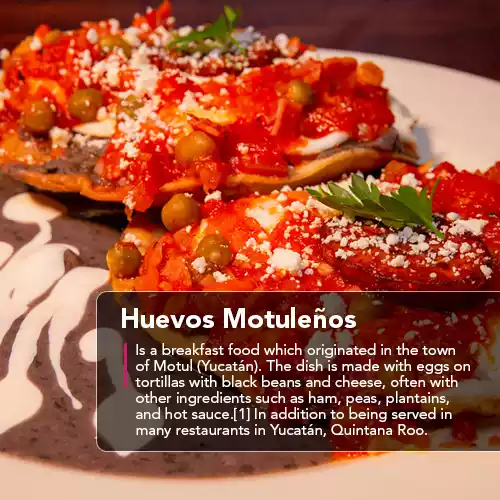 Huevos Motuleños
Is a breakfast food which originated in the town
of Motul (Yucatán). The dish is made with eggs on
tortillas with black beans and cheese, often with
other ingredients such as ham, peas, plantains,
and hot sauce.[1] In addition to being served in
many restaurants in Yucatán, Quintana Roo.